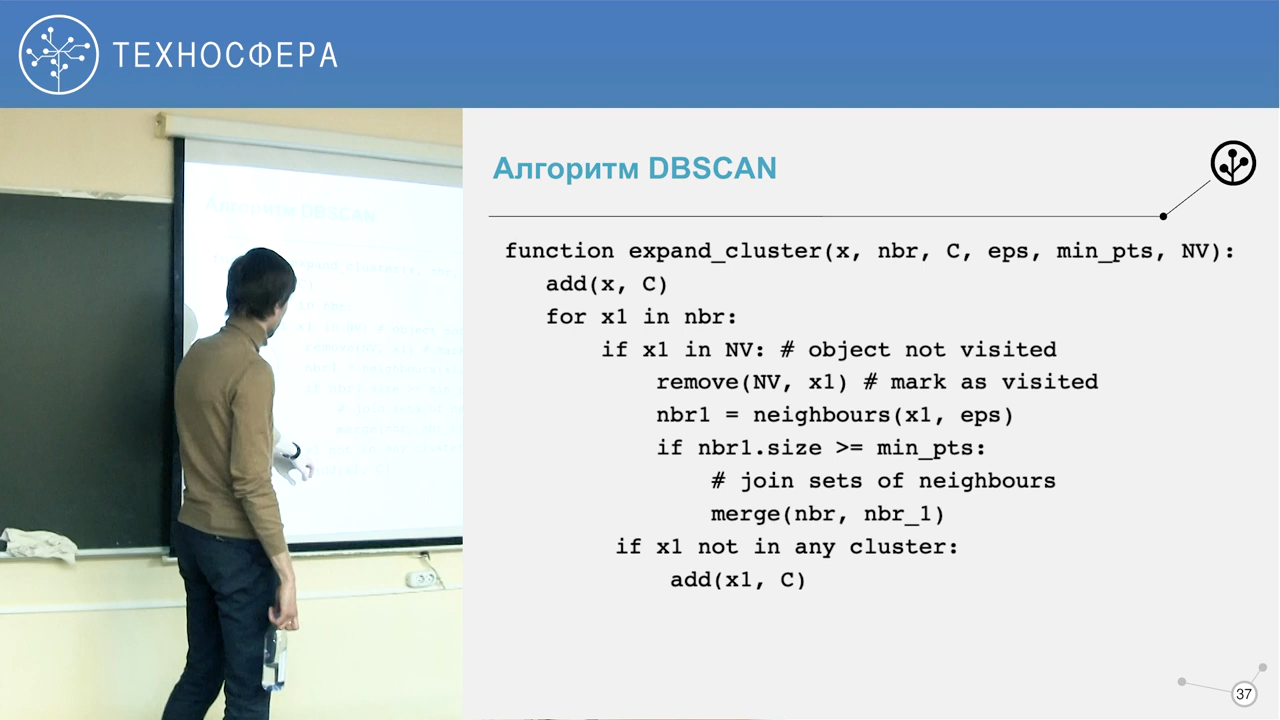 ТЕХНОСФЕРА
Алгоритм DBSCAN
function expand_cluster(x, nbr, C, eps, min_pts, NV):
add(x, C)
for x1 in nbr:
if x1 in NV: # object not visited
remove(NV, x1) # mark as visited
nbr1 = neighbours(x1, eps)
if nbr1.size >= min_pts:
# join sets of neighbours
merge(nbr, nbr_1)
if x1 not in any cluster:
add(x1, C)
37